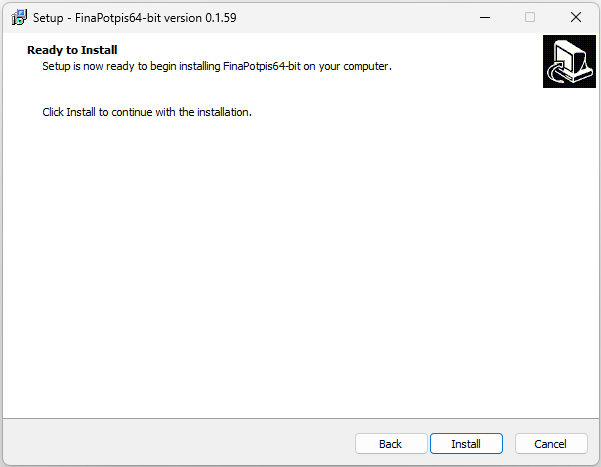 Setup - FinaPotpis64-bit version 0.1.59
Ready to Install
Setup is now ready to begin installing FinaPotpis64-bit on your computer.
Click Install to continue with the installation.
Back Install Cancel